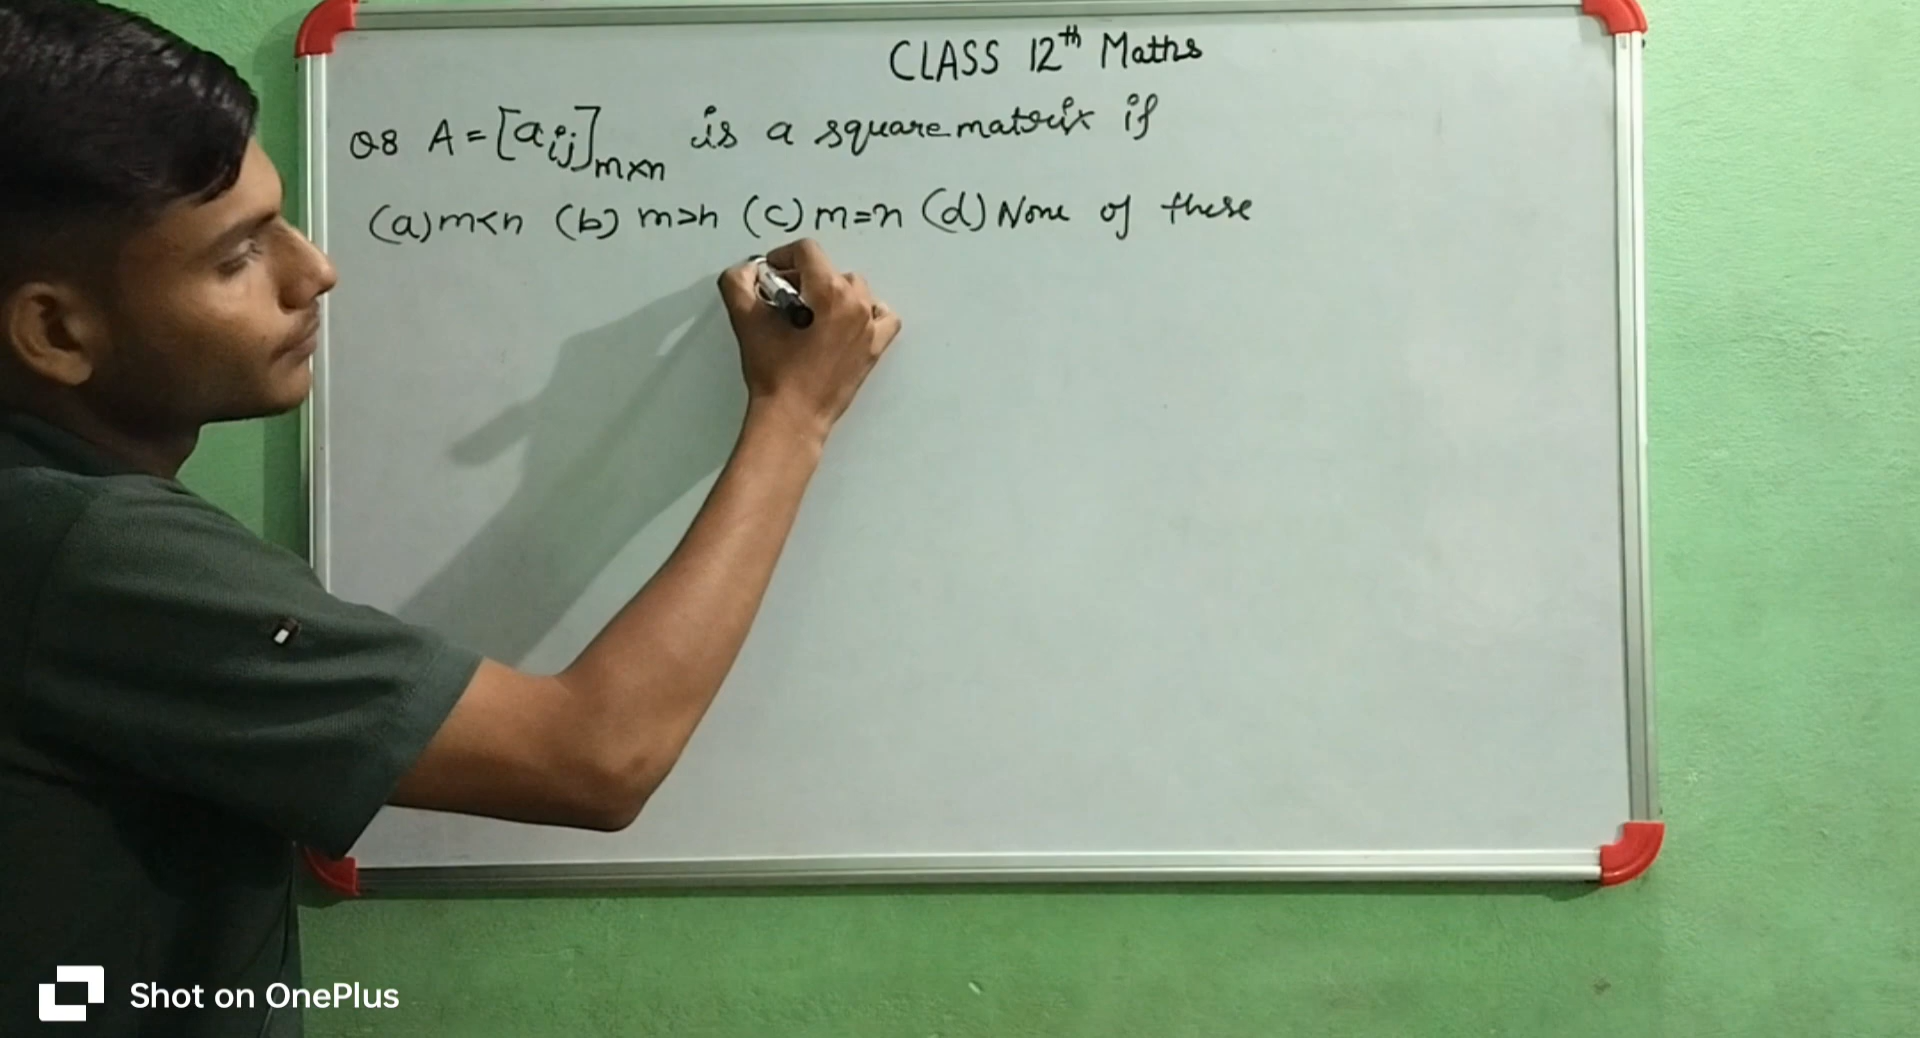 CLASS 12th Maths
Q8 A = [aij]m×n is a square matrix if
(a) m<n (b) m>n (c) m=n (d) None of these
Shot on OnePlus